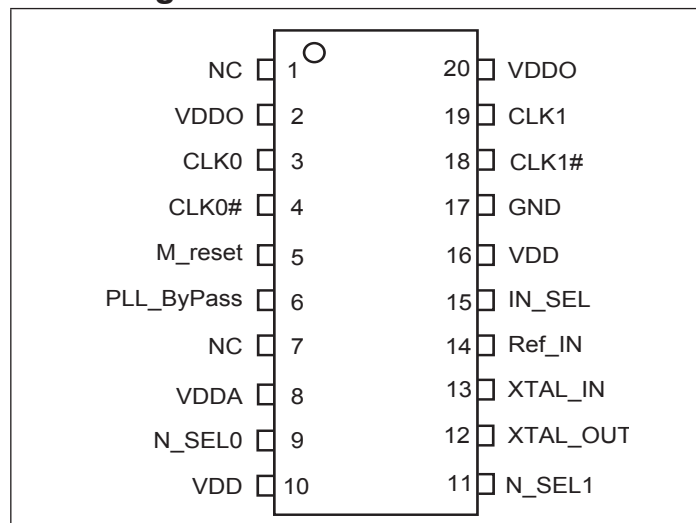 NC 1 20 VDDO
VDDO 2 19 CLK1
CLK0 3 18 CLK1#
CLK0# 4 17 GND
M_reset 5 16 VDD
PLL_ByPass 6 15 IN_SEL
NC 7 14 Ref_IN
VDDA 8 13 XTAL_IN
N_SEL0 9 12 XTAL_OUT
VDD 10 11 N_SEL1